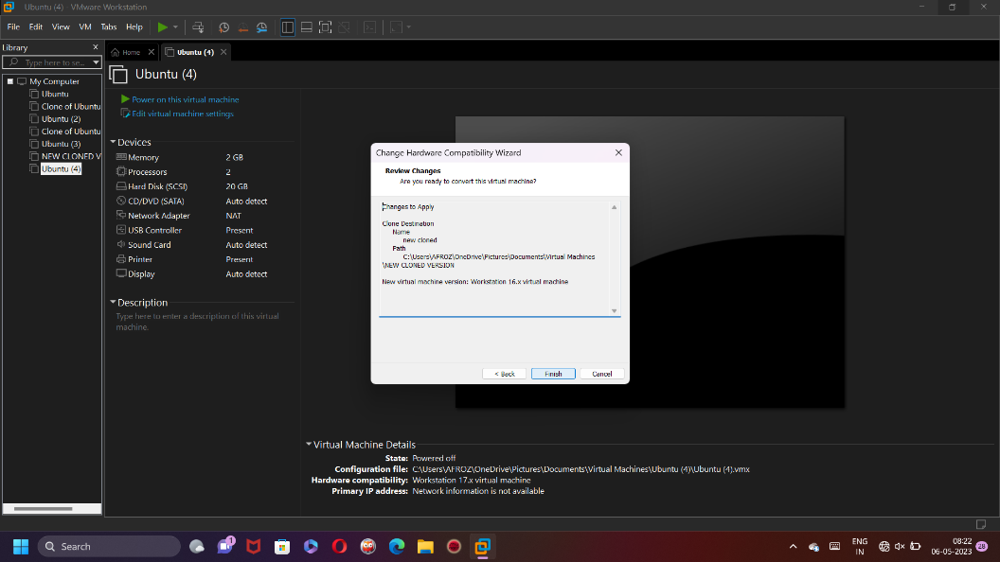 Ubuntu (4) - VMware Workstation
File Edit View VM Tabs Help
Library
Type here to se...
My Computer
Ubuntu
Clone of Ubuntu
Ubuntu (2)
Clone of Ubuntu
Ubuntu (3)
NEW CLONED V
Ubuntu (4)
Home
Ubuntu (4)
Ubuntu (4)
Power on this virtual machine
Edit virtual machine settings
Devices
Memory 2 GB
Processors 2
Hard Disk (SCSI) 20 GB
CD/DVD (SATA) Auto detect
Network Adapter NAT
USB Controller Present
Sound Card Auto detect
Printer Present
Display Auto detect
Description
Type here to enter a description of this virtual
machine.
Change Hardware Compatibility Wizard
Review Changes
Are you ready to convert this virtual machine?
Changes to Apply
Clone Destination
Name
new cloned
Path
C:\Users\AFROZ\OneDrive\Pictures\Documents\Virtual Machines
\NEW CLONED VERSION
New virtual machine version: Workstation 16.x virtual machine
< Back Finish Cancel
Virtual Machine Details
State: Powered off
Configuration file: C:\Users\AFROZ\OneDrive\Pictures\Documents\Virtual Machines\Ubuntu (4)\Ubuntu (4).vmx
Hardware compatibility: Workstation 17.x virtual machine
Primary IP address: Network information is not available
Search
1
ENG
IN
08:22
06-05-2023
28